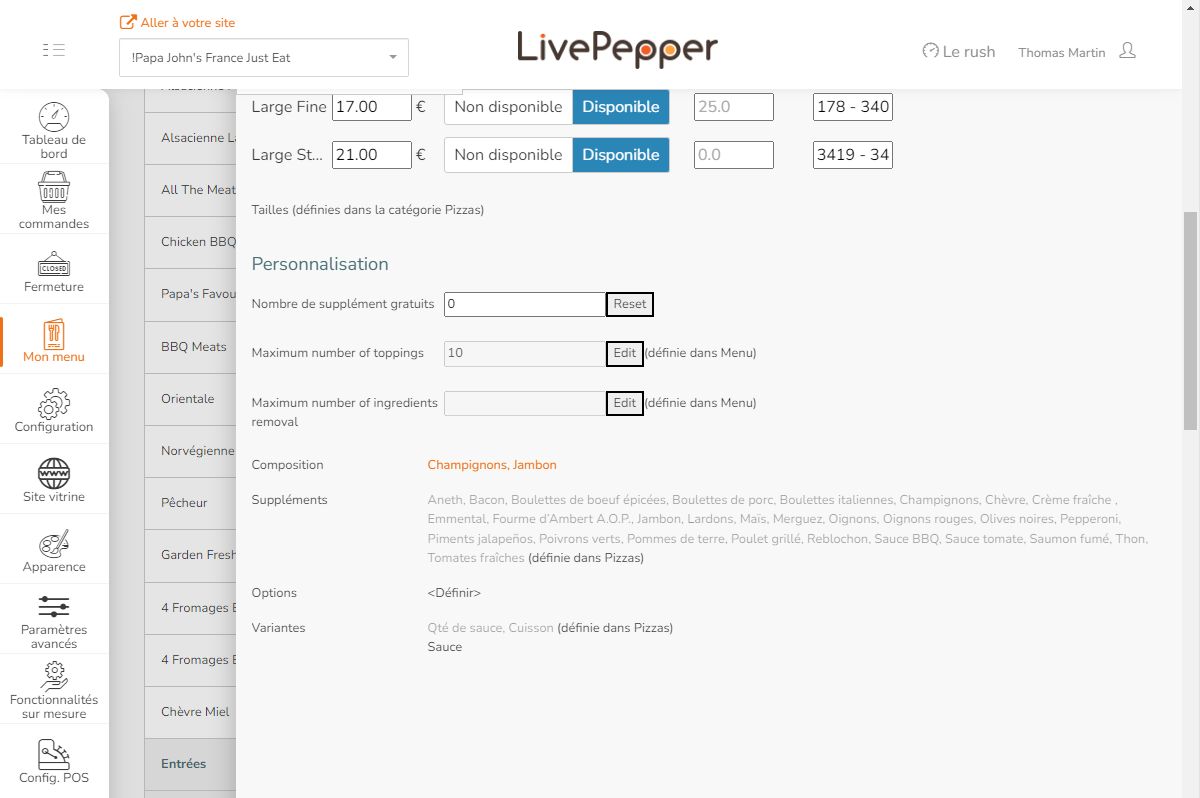 Aller à votre site
!Papa John's France Just Eat
LivePepper
Le rush
Thomas Martin
Tableau de
bord
Mes
commandes
Fermeture
Mon menu
Configuration
Site vitrine
Apparence
Paramètres
avancés
Fonctionnalités
sur mesure
Config. POS
CLOSED
WWW
Alsacienne La
All The Meat
Chicken BBQ
Papa's Favou
BBQ Meats
Orientale
Norvégienne
Pêcheur
Garden Fresh
4 Fromages B
4 Fromages B
Chèvre Miel
Entrées
Large Fine 17.00 € Non disponible Disponible 25.0 178 - 340
Large St... 21.00 € Non disponible Disponible 0.0 3419 - 34
Tailles (définies dans la catégorie Pizzas)
Personnalisation
Nombre de supplément gratuits 0 Reset
Maximum number of toppings 10 Edit (définie dans Menu)
Maximum number of ingredients Edit (définie dans Menu)
removal
Composition Champignons, Jambon
Suppléments Aneth, Bacon, Boulettes de boeuf épicées, Boulettes de porc, Boulettes italiennes, Champignons, Chèvre, Crème fraîche ,
Emmental, Fourme d'Ambert A.O.P., Jambon, Lardons, Maïs, Merguez, Oignons, Oignons rouges, Olives noires, Pepperoni,
Piments jalapeños, Poivrons verts, Pommes de terre, Poulet grillé, Reblochon, Sauce BBQ, Sauce tomate, Saumon fumé, Thon,
Tomates fraîches (définie dans Pizzas)
Options <Définir>
Variantes Qté de sauce, Cuisson (définie dans Pizzas)
Sauce